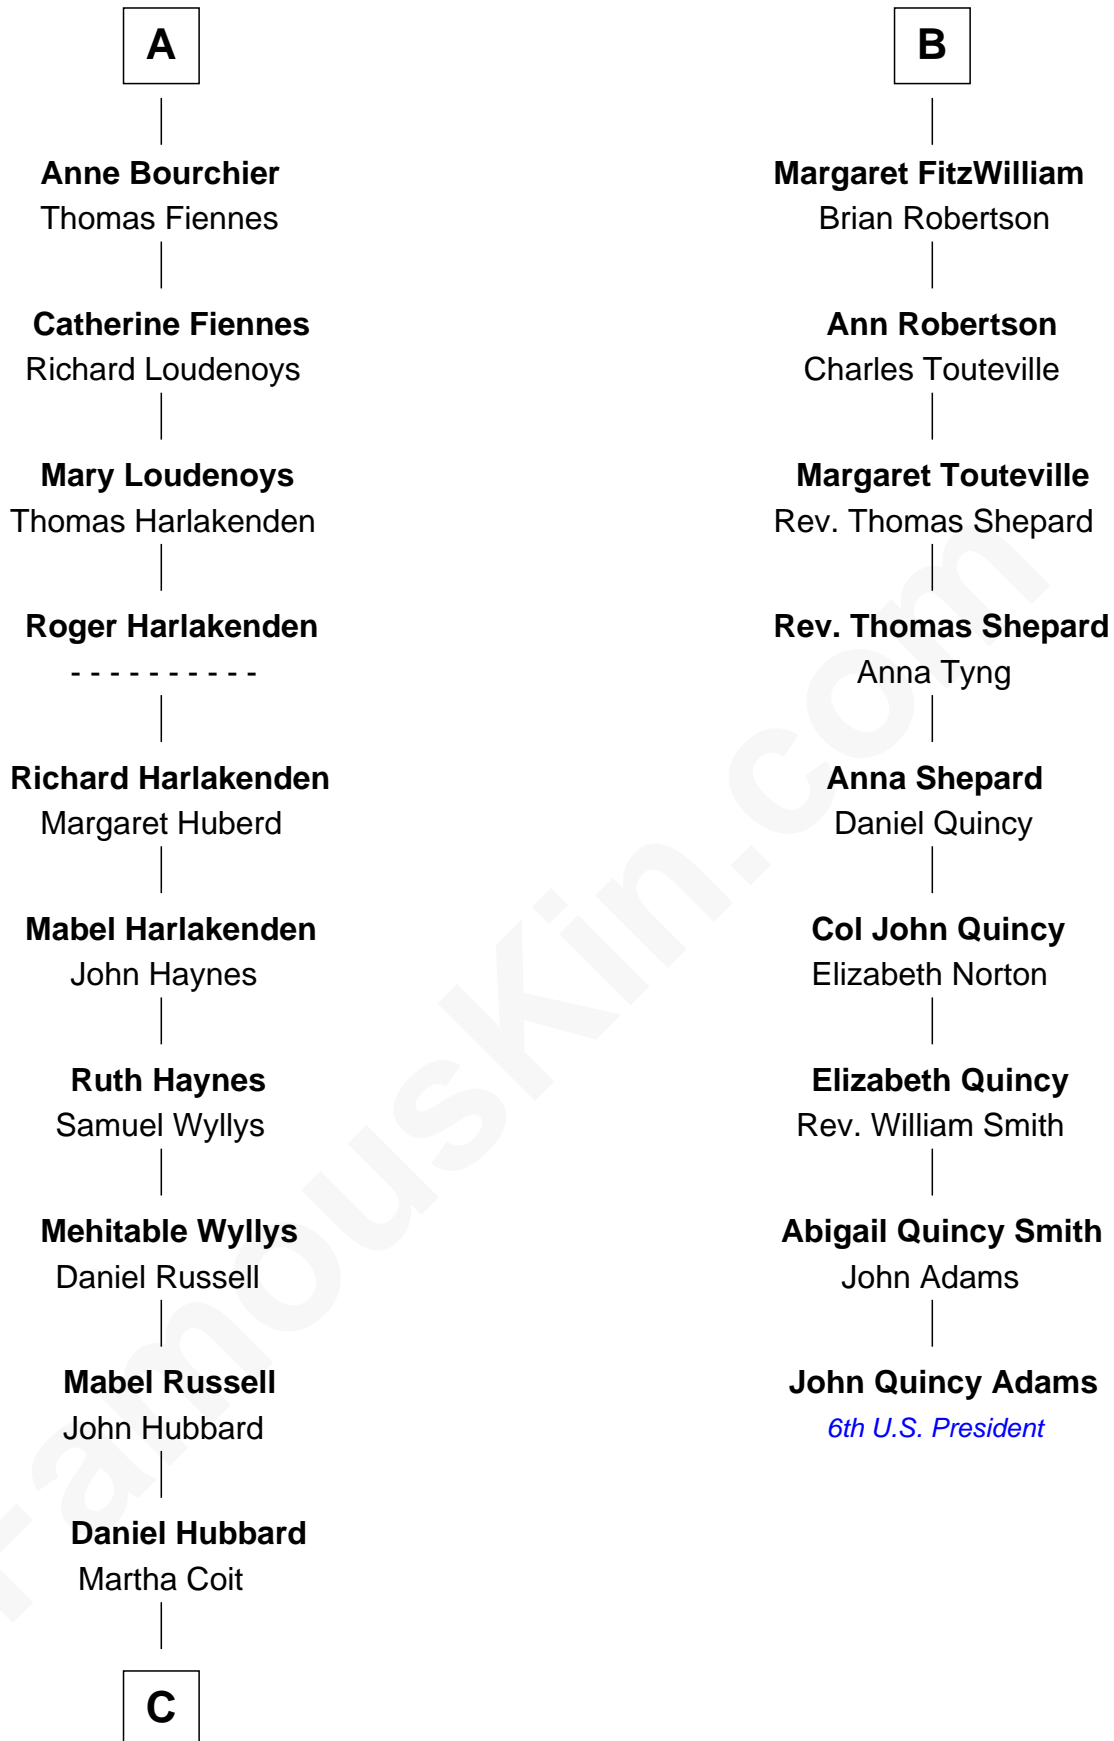 A
Anne Bourchier
Thomas Fiennes
Catherine Fiennes
Richard Loudenoys
Mary Loudenoys
Thomas Harlakenden
Roger Harlakenden
- - - - - - - - - -
Richard Harlakenden
Margaret Huberd
Mabel Harlakenden
John Haynes
Ruth Haynes
Samuel Wyllys
Mehitable Wyllys
Daniel Russell
Mabel Russell
John Hubbard
Daniel Hubbard
Martha Coit
C
B
Margaret FitzWilliam
Brian Robertson
Ann Robertson
Charles Touteville
Margaret Touteville
Rev. Thomas Shepard
Rev. Thomas Shepard
Anna Tyng
Anna Shepard
Daniel Quincy
Col John Quincy
Elizabeth Norton
Elizabeth Quincy
Rev. William Smith
Abigail Quincy Smith
John Adams
John Quincy Adams
6th U.S. President
FamousKin.com